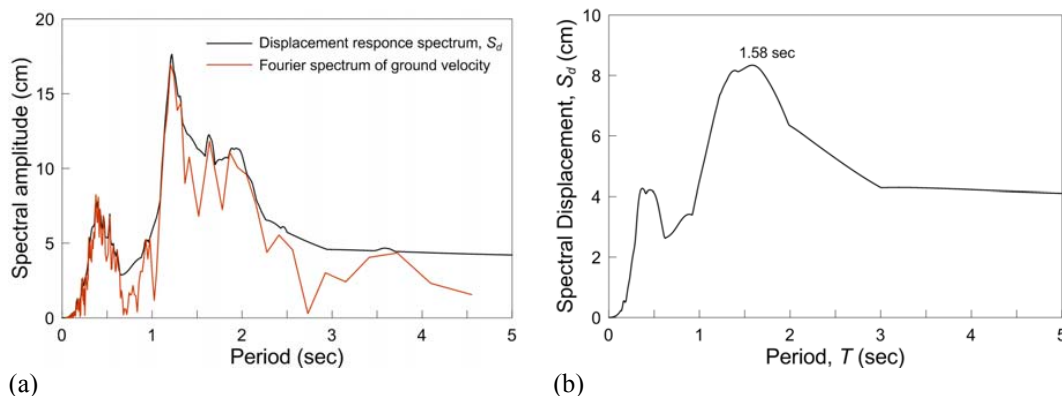 20
15
10
5
0
Spectral amplitude (cm)
Displacement responce spectrum, Sd
Fourier spectrum of ground velocity
0 1 2 3 4 5
Period (sec)
(a)
10
8
6
4
2
0
Spectral Displacement, Sd (cm)
1.58 sec
0 1 2 3 4 5
Period, T (sec)
(b)